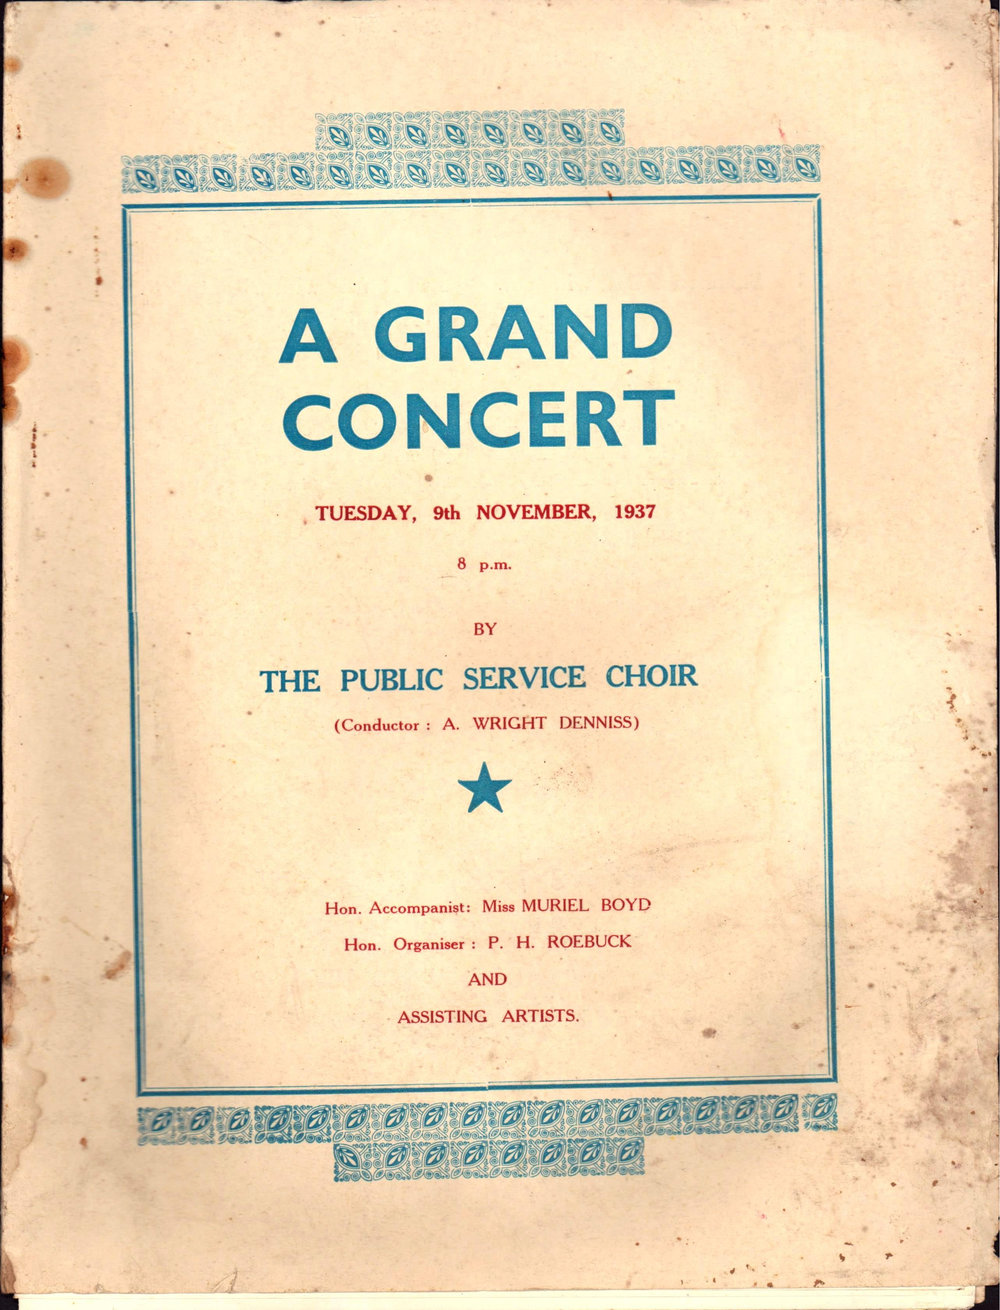 A GRAND
CONCERT
TUESDAY, 9th NOVEMBER, 1937
8 p.m.
BY
THE PUBLIC SERVICE CHOIR
(Conductor : A. WRIGHT DENNISS)
Hon. Accompanist: Miss MURIEL BOYD
Hon. Organiser : P. H. ROEBUCK
AND
ASSISTING ARTISTS.